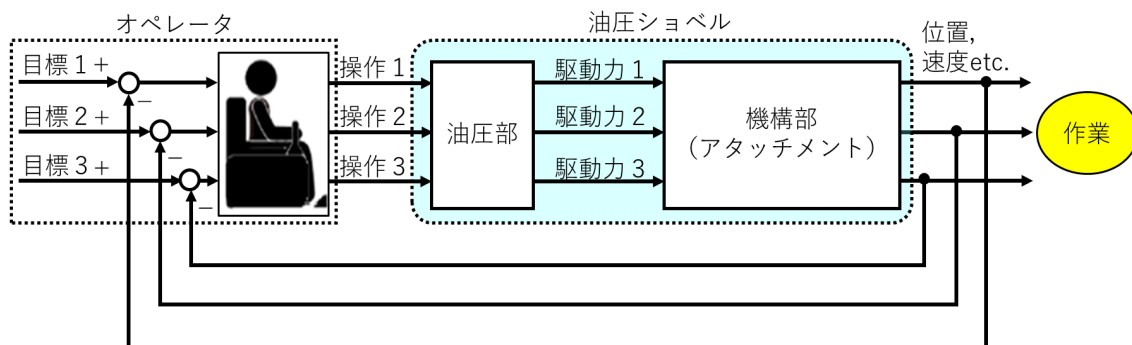 オペレータ
油圧ショベル
位置,
速度etc.
目標1+
目標2+
目標3+
−
−
−
操作1
操作2
操作3
油圧部
駆動力1
駆動力2
駆動力3
機構部
（アタッチメント）
作業